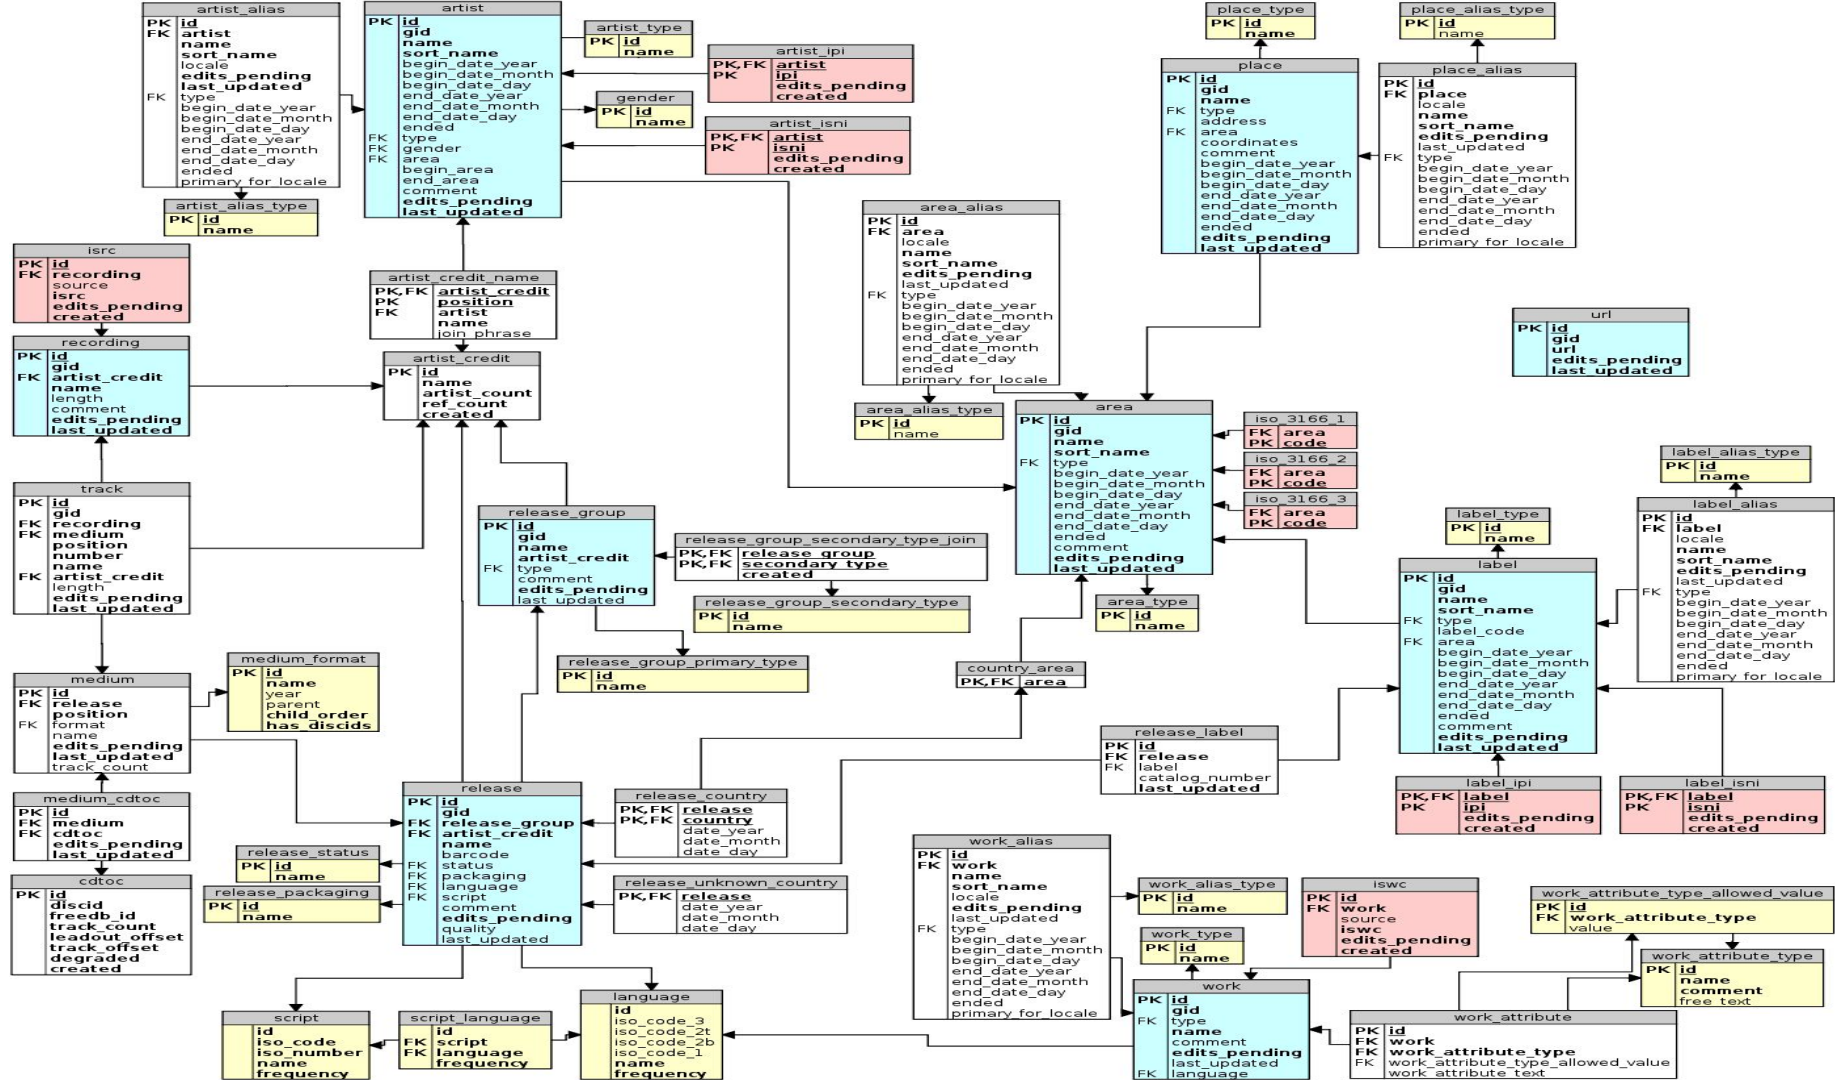 artist_alias
PK id
FK artist
name
sort_name
locale
edits_pending
last_updated
FK type
begin_date_year
begin_date_month
begin_date_day
end_date_year
end_date_month
end_date_day
ended
primary_for_locale
artist_alias_type
PK id
name
artist
PK id
gid
name
sort_name
begin_date_year
begin_date_month
begin_date_day
end_date_year
end_date_month
end_date_day
ended
FK type
FK gender
FK area
begin_area
end_area
comment
edits_pending
last_updated
artist_type
PK id
name
gender
PK id
name
artist_ipi
PK,FK artist
PK ipi
edits_pending
created
artist_isni
PK,FK artist
PK isni
edits_pending
created
place_type
PK id
name
place_alias_type
PK id
name
place
PK id
gid
name
FK type
address
FK area
coordinates
comment
begin_date_year
begin_date_month
begin_date_day
end_date_year
end_date_month
end_date_day
ended
edits_pending
last_updated
place_alias
PK id
FK place
locale
name
sort_name
edits_pending
last_updated
FK type
begin_date_year
begin_date_month
begin_date_day
end_date_year
end_date_month
end_date_day
ended
primary_for_locale
isrc
PK id
FK recording
source
isrc
edits_pending
created
recording
PK id
gid
FK artist_credit
name
length
comment
edits_pending
last_updated
artist_credit_name
PK,FK artist_credit
PK position
FK artist
name
join_phrase
artist_credit
PK id
name
artist_count
ref_count
created
area_alias
PK id
FK area
locale
name
sort_name
edits_pending
last_updated
FK type
begin_date_year
begin_date_month
begin_date_day
end_date_year
end_date_month
end_date_day
ended
primary_for_locale
area_alias_type
PK id
name
area
PK id
gid
name
sort_name
FK type
begin_date_year
begin_date_month
begin_date_day
end_date_year
end_date_month
end_date_day
ended
comment
edits_pending
last_updated
iso_3166_1
FK area
PK code
iso_3166_2
FK area
PK code
iso_3166_3
FK area
PK code
area_type
PK id
name
url
PK id
gid
url
edits_pending
last_updated
track
PK id
gid
FK recording
FK medium
position
number
name
FK artist_credit
length
edits_pending
last_updated
release_group
PK id
gid
name
artist_credit
FK type
comment
edits_pending
last_updated
release_group_secondary_type_join
PK,FK release_group
PK,FK secondary_type
created
release_group_secondary_type
PK id
name
release_group_primary_type
PK id
name
country_area
PK,FK area
label_alias_type
PK id
name
label_type
PK id
name
label_alias
PK id
FK label
locale
name
sort_name
edits_pending
last_updated
FK type
begin_date_year
begin_date_month
begin_date_day
end_date_year
end_date_month
end_date_day
ended
primary_for_locale
label
PK id
gid
name
sort_name
FK type
label_code
FK area
begin_date_year
begin_date_month
begin_date_day
end_date_year
end_date_month
end_date_day
ended
comment
edits_pending
last_updated
label_ipi
PK,FK label
PK ipi
edits_pending
created
label_isni
PK,FK label
PK isni
edits_pending
created
medium
PK id
FK release
position
FK format
name
edits_pending
last_updated
track_count
medium_format
PK id
name
year
parent
child_order
has_discids
medium_cdtoc
PK id
FK medium
FK cdtoc
edits_pending
last_updated
cdtoc
PK id
discid
freedb_id
track_count
leadout_offset
track_offset
degraded
created
release_status
PK id
name
release_packaging
PK id
name
release
PK id
gid
FK release_group
FK artist_credit
name
barcode
FK status
FK packaging
FK language
FK script
comment
edits_pending
quality
last_updated
release_country
PK,FK release
PK,FK country
date_year
date_month
date_day
release_unknown_country
PK,FK release
date_year
date_month
date_day
release_label
PK id
FK release
FK label
catalog_number
last_updated
script
id
iso_code
iso_number
name
frequency
script_language
id
FK script
FK language
frequency
language
id
iso_code_3
iso_code_2t
iso_code_2b
iso_code_1
name
frequency
work_alias
PK id
FK work
name
sort_name
locale
edits_pending
last_updated
FK type
begin_date_year
begin_date_month
begin_date_day
end_date_year
end_date_month
end_date_day
ended
primary_for_locale
work_alias_type
PK id
name
work_type
PK id
name
iswc
PK id
FK work
source
iswc
edits_pending
created
work
PK id
gid
FK type
name
comment
edits_pending
last_updated
FK language
work_attribute_type_allowed_value
PK id
FK work_attribute_type
value
work_attribute_type
PK id
name
comment
free_text
work_attribute
PK id
FK work
FK work_attribute_type
FK work_attribute_type_allowed_value
work_attribute_text